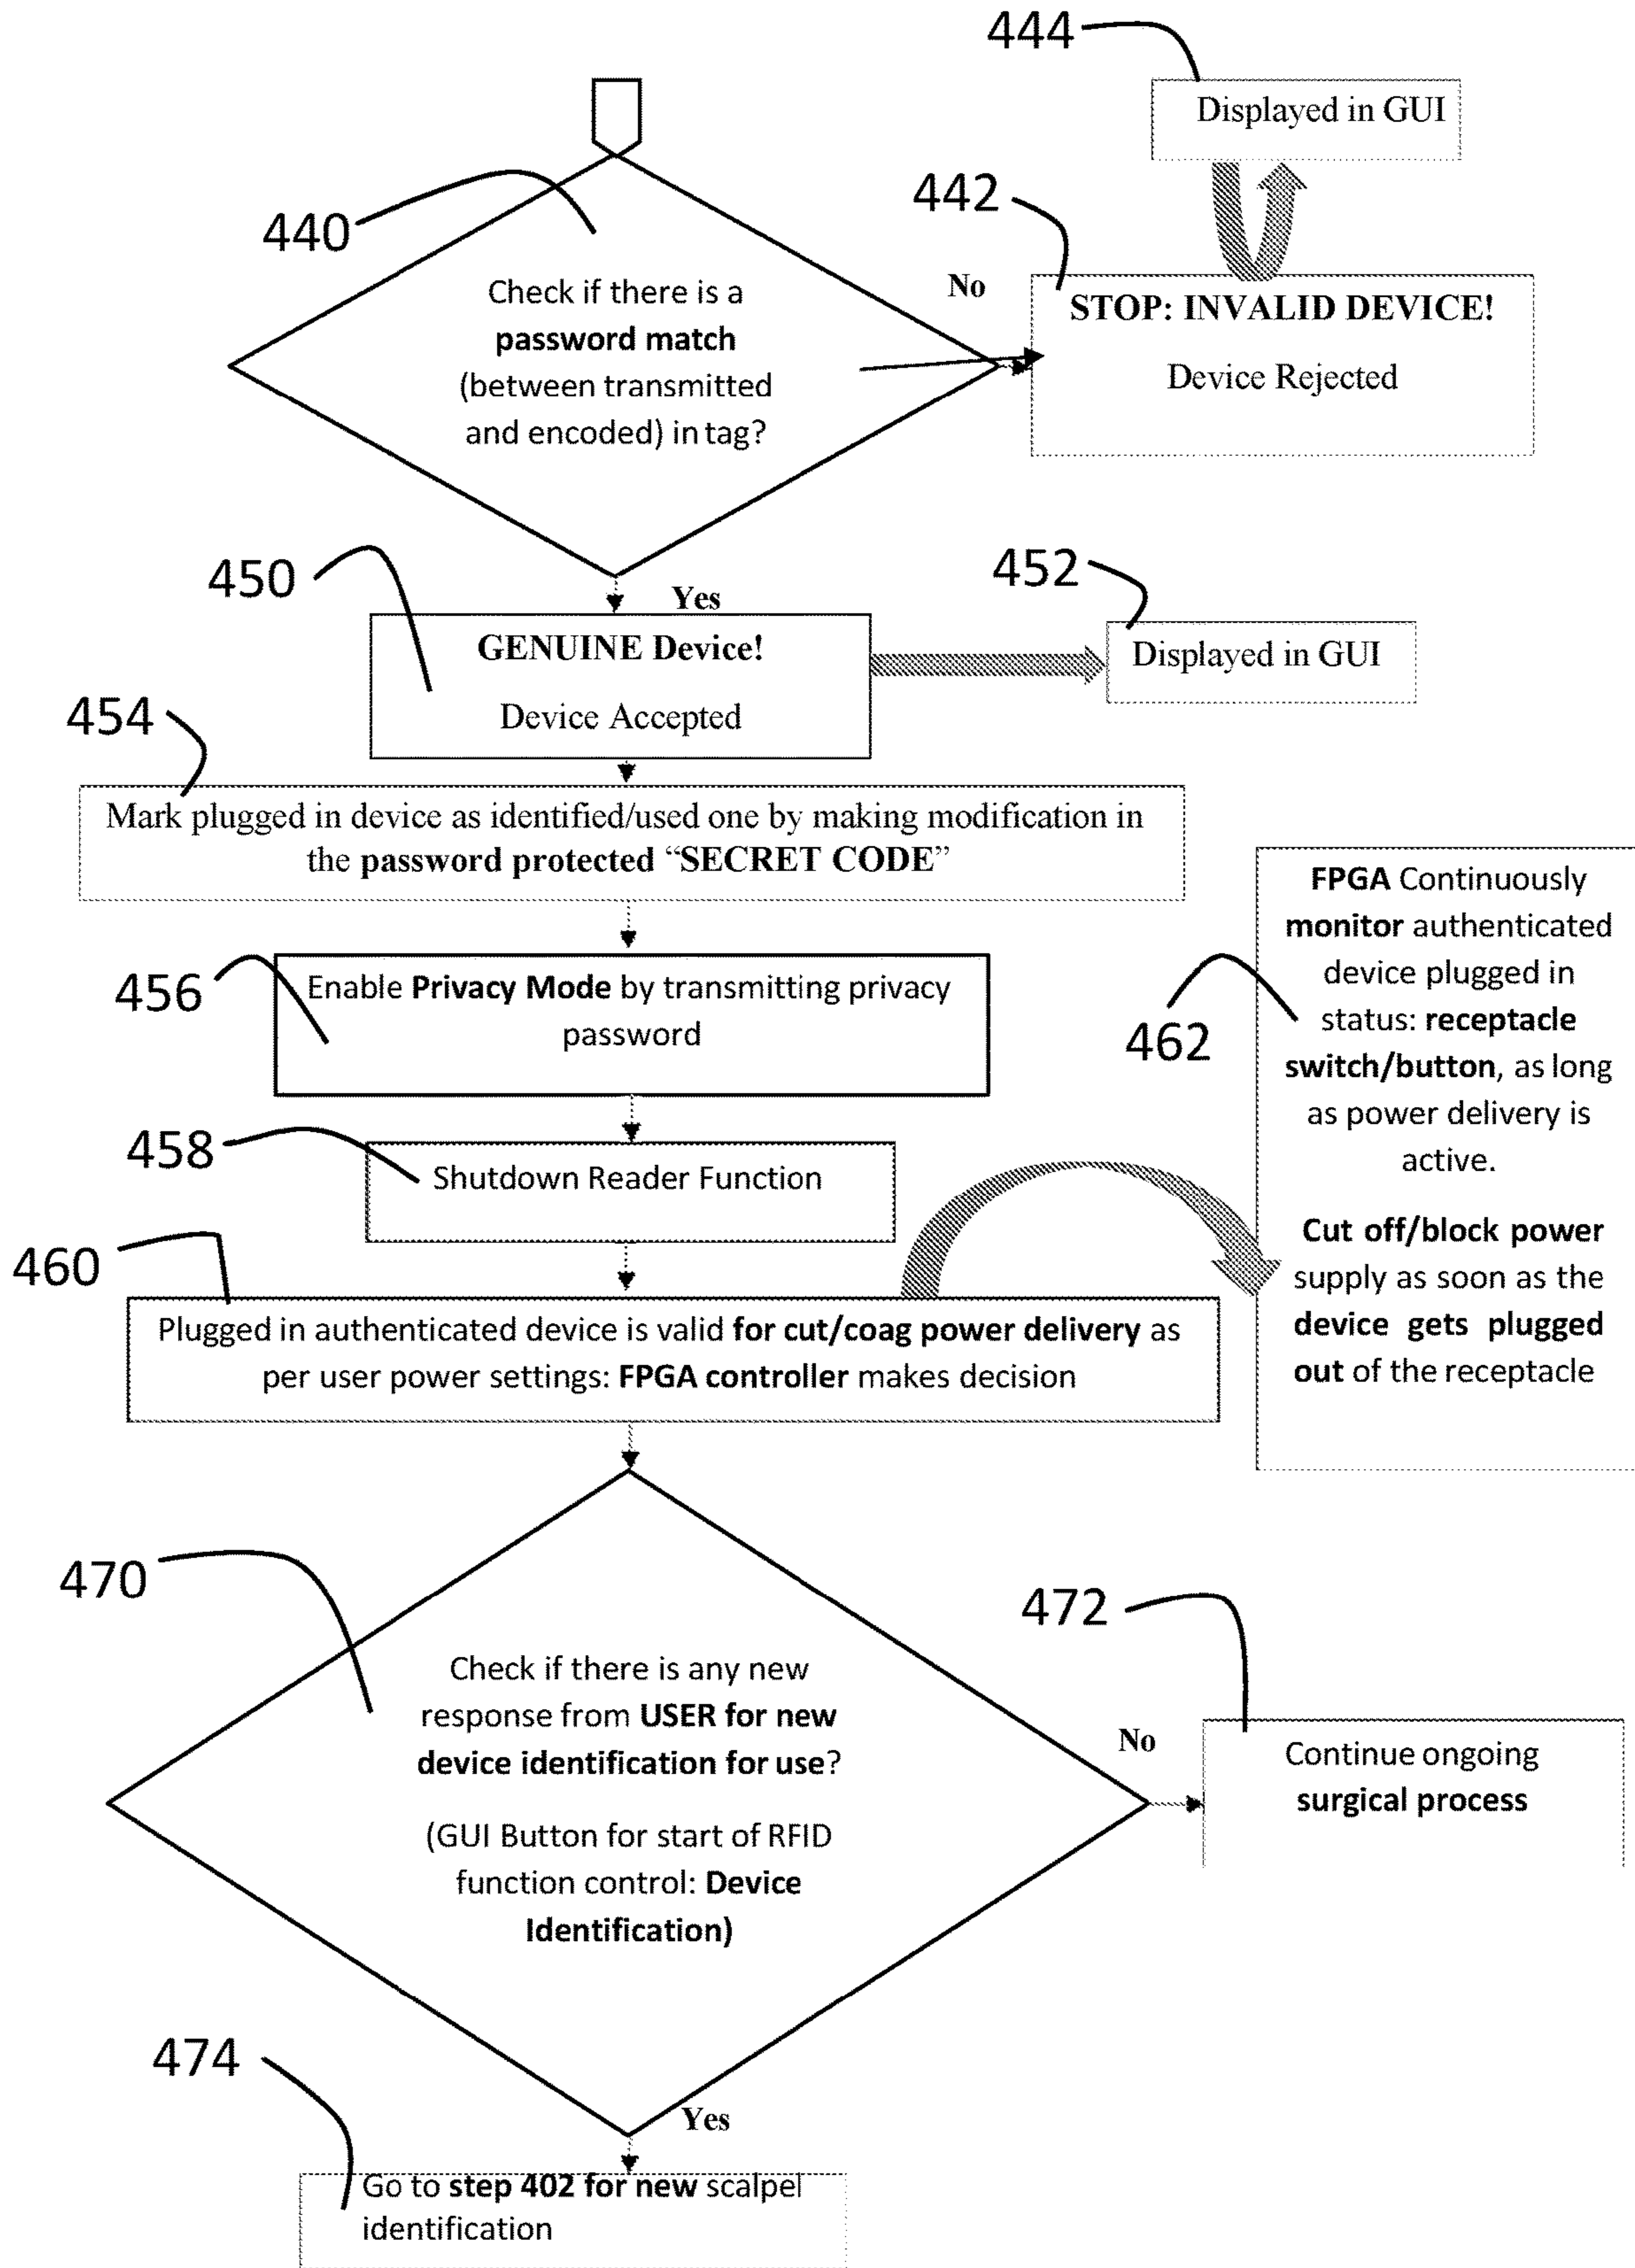 444
Displayed in GUI
440
442
Check if there is a
password match
(between transmitted
and encoded) in tag?
No
STOP: INVALID DEVICE!
Device Rejected
450
Yes
452
GENUINE Device!
Device Accepted
Displayed in GUI
454
Mark plugged in device as identified/used one by making modification in
the password protected “SECRET CODE”
456
Enable Privacy Mode by transmitting privacy
password
462
FPGA Continuously
monitor authenticated
device plugged in
status: receptacle
switch/button, as long
as power delivery is
active.
Cut off/block power
supply as soon as the
device gets plugged
out of the receptacle
458
Shutdown Reader Function
460
Plugged in authenticated device is valid for cut/coag power delivery as
per user power settings: FPGA controller makes decision
470
Check if there is any new
response from USER for new
device identification for use?
(GUI Button for start of RFID
function control: Device
Identification)
No
472
Continue ongoing
surgical process
474
Yes
Go to step 402 for new scalpel
identification